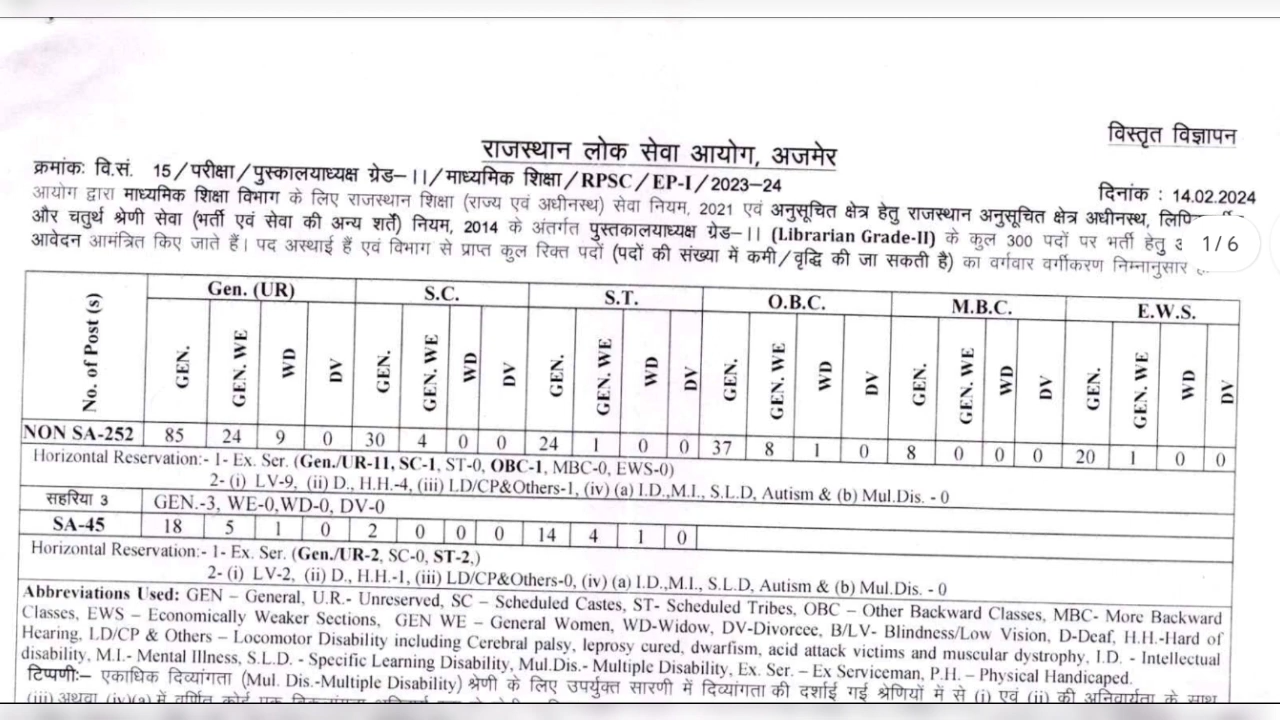 विस्तृत विज्ञापन
राजस्थान लोक सेवा आयोग, अजमेर
क्रमांकः वि.सं. 15/परीक्षा/पुस्कालयाध्यक्ष ग्रेड-।।/माध्यमिक शिक्षा/RPSC/EP-I/2023-24
दिनांक : 14.02.2024
आयोग द्वारा माध्यमिक शिक्षा विभाग के लिए राजस्थान शिक्षा (राज्य एवं अधीनस्थ) सेवा नियम, 2021 एवं अनुसूचित क्षेत्र हेतु राजस्थान अनुसूचित क्षेत्र अधीनस्थ,
और चतुर्थ श्रेणी सेवा (भर्ती एवं सेवा की अन्य शर्ते) नियम, 2014 के अंतर्गत पुस्तकालयाध्यक्ष ग्रेड-।। (Librarian Grade-II) के कुल 300 पदों पर भर्ती हेतु
1/6
आवेदन आमंत्रित किए जाते हैं। पद अस्थाई हैं एवं विभाग से प्राप्त कुल रिक्त पदों (पदों की संख्या में कमी/वृद्धि की जा सकती है) का वर्गवार वर्गीकरण निम्नानुसार
No. of Post (s) Gen. (UR) S.C. S.T. O.B.C. M.B.C. E.W.S.
GEN. GEN. WE WD DV GEN. GEN. WE WD DV GEN. GEN. WE WD DV GEN. GEN. WE WD DV GEN. GEN. WE WD DV GEN. GEN. WE WD DV
NON SA-252 85 24 9 0 30 4 0 0 24 1 0 0 37 8 1 0 8 0 0 0 20 1 0 0
Horizontal Reservation:- 1- Ex. Ser. (Gen./UR-11, SC-1, ST-0, OBC-1, MBC-0, EWS-0)
2- (i) LV-9, (ii) D., H.H.-4, (iii) LD/CP&Others-1, (iv) (a) I.D.,M.I., S.L.D, Autism & (b) Mul.Dis. - 0
सहरिया 3 GEN.-3, WE-0,WD-0, DV-0
SA-45 18 5 1 0 2 0 0 0 14 4 1 0
Horizontal Reservation:- 1- Ex. Ser. (Gen./UR-2, SC-0, ST-2,)
2- (i) LV-2, (ii) D., H.H.-1, (iii) LD/CP&Others-0, (iv) (a) I.D.,M.I., S.L.D, Autism & (b) Mul.Dis. - 0
Abbreviations Used: GEN – General, U.R.- Unreserved, SC – Scheduled Castes, ST- Scheduled Tribes, OBC – Other Backward Classes, MBC- More Backward
Classes, EWS – Economically Weaker Sections, GEN WE – General Women, WD-Widow, DV-Divorcee, B/LV- Blindness/Low Vision, D-Deaf, H.H.-Hard of
Hearing, LD/CP & Others – Locomotor Disability including Cerebral palsy, leprosy cured, dwarfism, acid attack victims and muscular dystrophy, I.D. - Intellectual
disability, M.I.- Mental Illness, S.L.D. - Specific Learning Disability, Mul.Dis.- Multiple Disability, Ex. Ser. – Ex Serviceman, P.H. – Physical Handicaped.
टिप्पणीः– एकाधिक दिव्यांगता (Mul. Dis.-Multiple Disability) श्रेणी के लिए उपर्युक्त सारणी में दिव्यांगता की दर्शाई गई श्रेणियों में से (i) एवं (ii) की अनिवार्यता के साथ